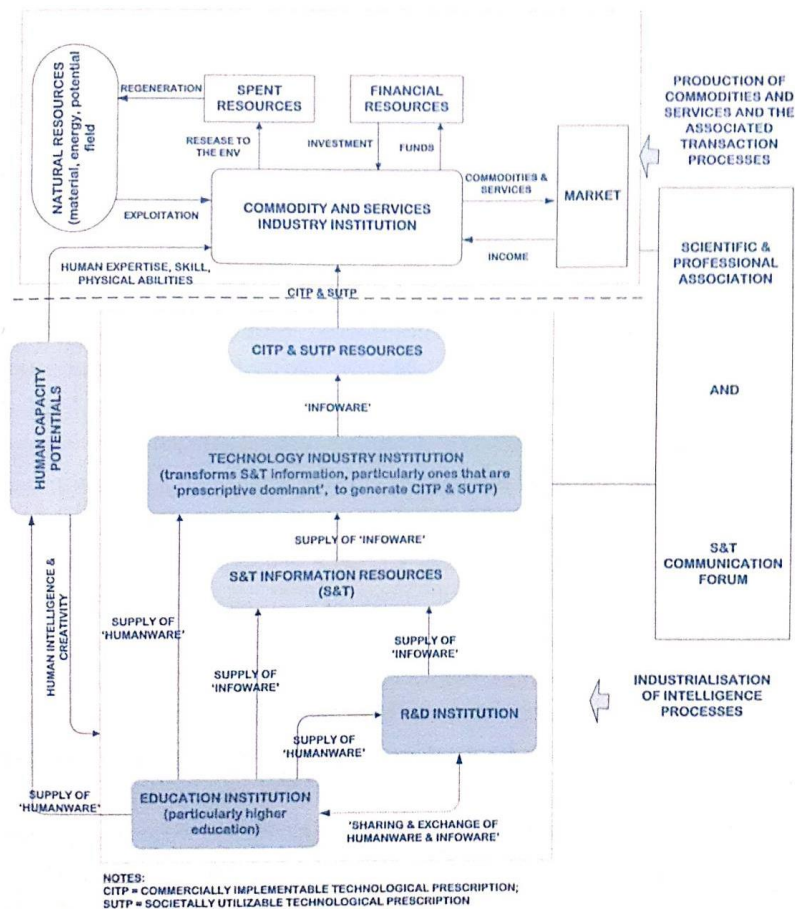 NATURAL RESOURCES
(material, energy, potential
field)
REGENERATION
SPENT
RESOURCES
FINANCIAL
RESOURCES
RESEASE TO
THE ENV
INVESTMENT
FUNDS
EXPLOITATION
COMMODITY AND SERVICES
INDUSTRY INSTITUTION
COMMODITIES &
SERVICES
MARKET
INCOME
PRODUCTION OF
COMMODITIES AND
SERVICES AND THE
ASSOCIATED
TRANSACTION
PROCESSES
HUMAN EXPERTISE, SKILL,
PHYSICAL ABILITIES
CITP & SUTP
SCIENTIFIC &
PROFESSIONAL
ASSOCIATION
AND
S&T
COMMUNICATION
FORUM
HUMAN CAPACITY
POTENTIALS
CITP & SUTP RESOURCES
'INFOWARE'
TECHNOLOGY INDUSTRY INSTITUTION
(transforms S&T information, particularly ones that are
'prescriptive dominant', to generate CITP & SUTP)
SUPPLY OF 'INFOWARE'
S&T INFORMATION RESOURCES
(S&T)
HUMAN INTELLIGENCE &
CREATIVITY
SUPPLY OF
'HUMANWARE'
SUPPLY OF
'INFOWARE'
SUPPLY OF
'INFOWARE'
R&D INSTITUTION
INDUSTRIALISATION
OF INTELLIGENCE
PROCESSES
SUPPLY OF
'HUMANWARE'
SUPPLY OF
'HUMANWARE'
EDUCATION INSTITUTION
(particularly higher
education)
'SHARING & EXCHANGE OF
HUMANWARE & INFOWARE'
NOTES:
CITP = COMMERCIALLY IMPLEMENTABLE TECHNOLOGICAL PRESCRIPTION;
SUTP = SOCIETALLY UTILIZABLE TECHNOLOGICAL PRESCRIPTION